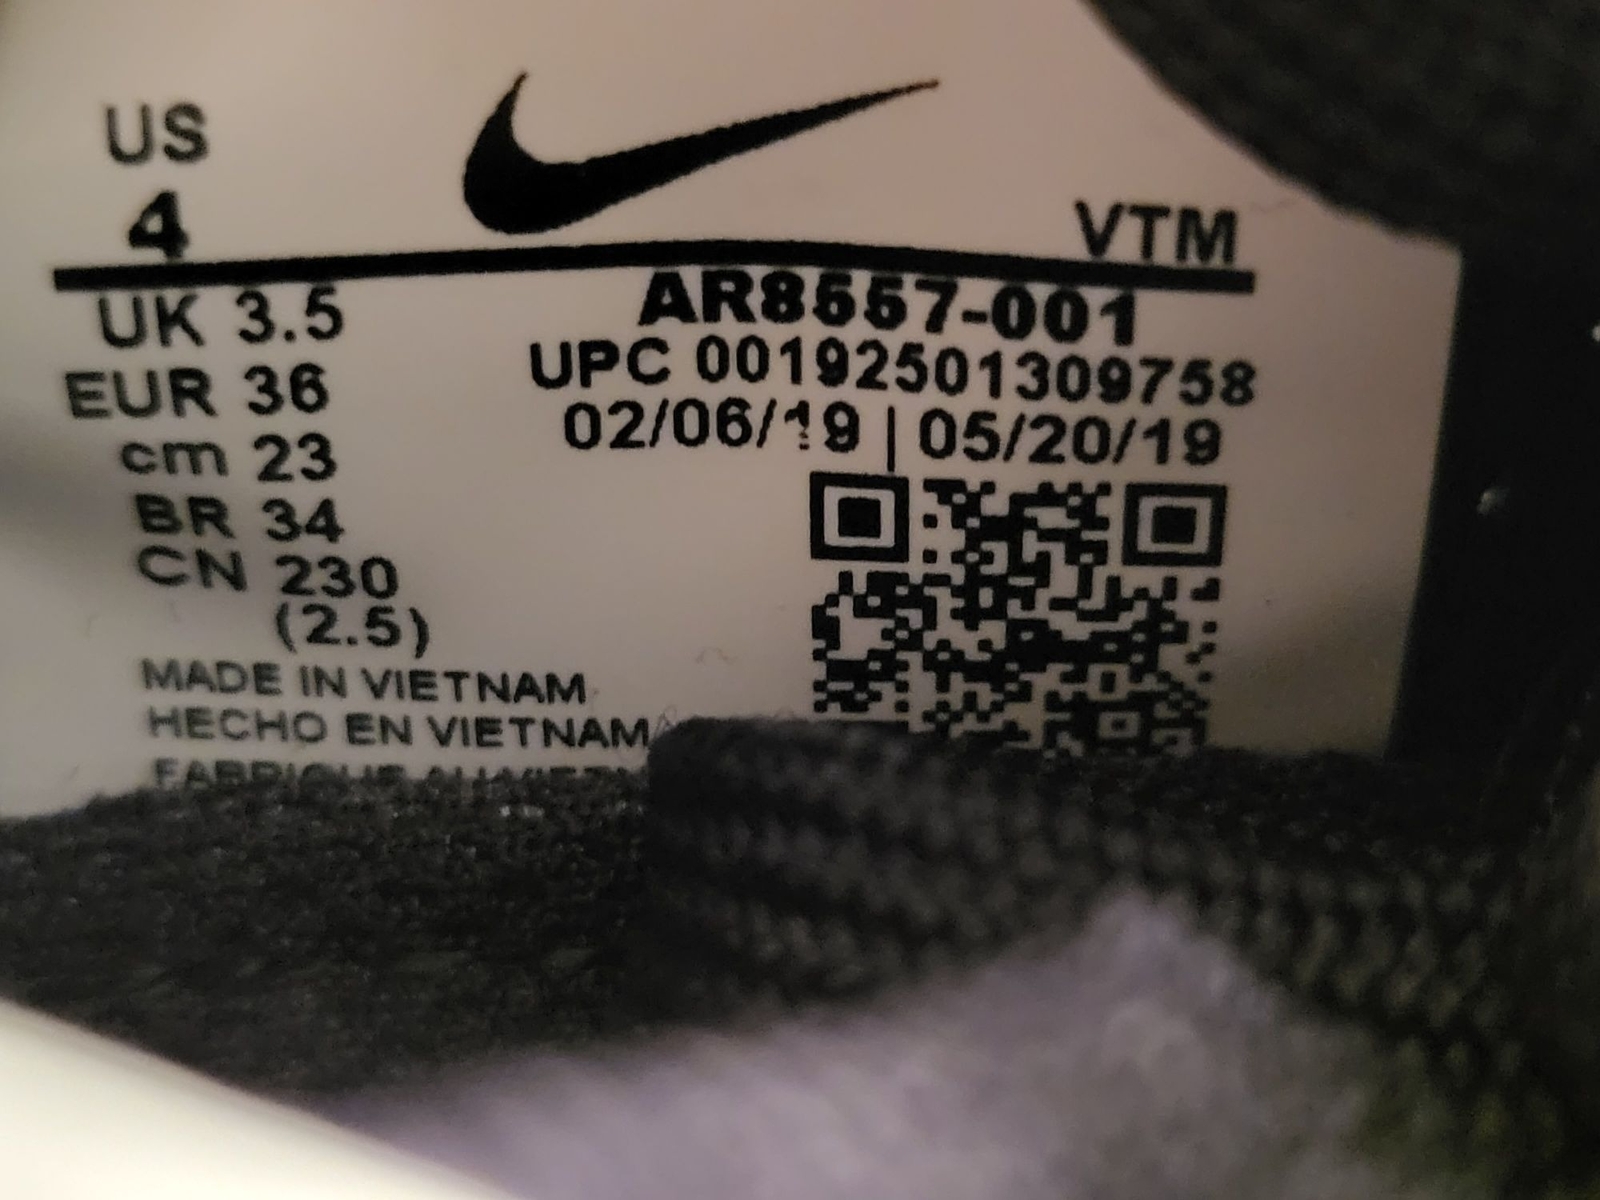 US
4
VTM
UK 3.5
EUR 36
cm 23
BR 34
CN 230
(2.5)
AR8557-001
UPC 00192501309758
02/06/19 | 05/20/19
MADE IN VIETNAM
HECHO EN VIETNAM